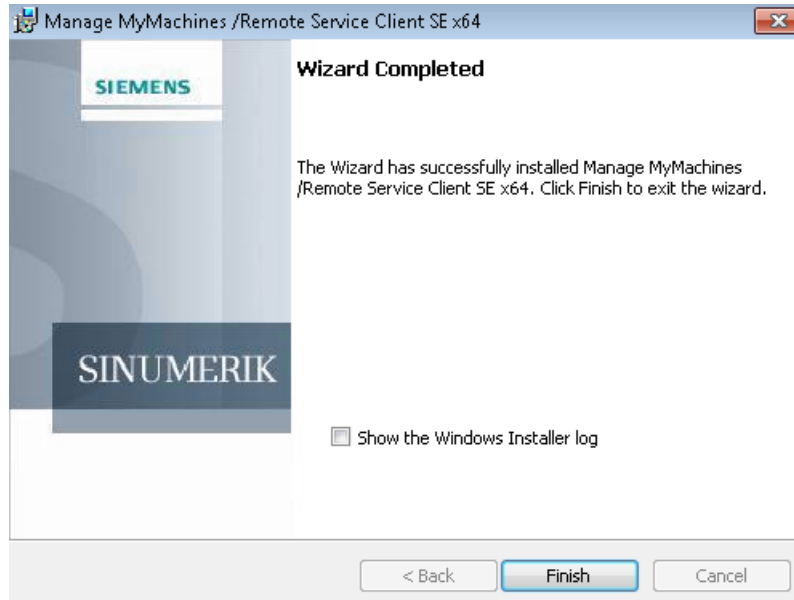 Manage MyMachines /Remote Service Client SE x64
SIEMENS
Wizard Completed
The Wizard has successfully installed Manage MyMachines
/Remote Service Client SE x64. Click Finish to exit the wizard.
SINUMERIK
Show the Windows Installer log
< Back
Finish
Cancel